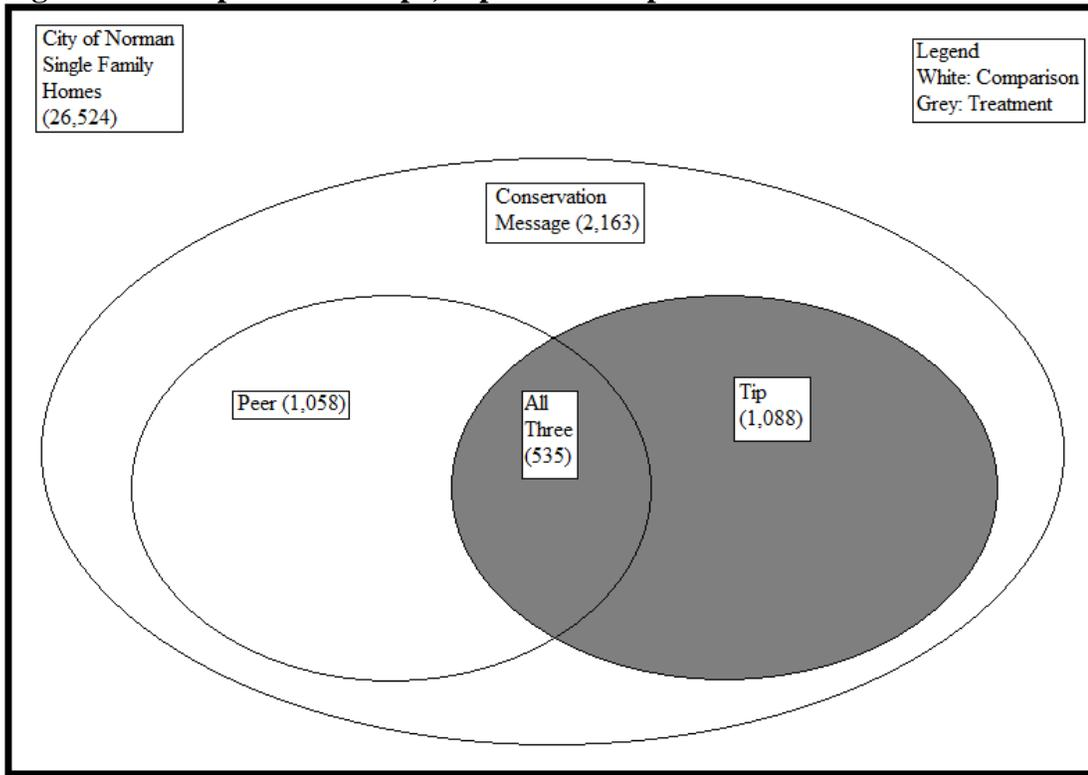 City of Norman
Single Family
Homes
(26,524)
Legend
White: Comparison
Grey: Treatment
Conservation
Message (2,163)
Peer (1,058)
All
Three
(535)
Tip
(1,088)